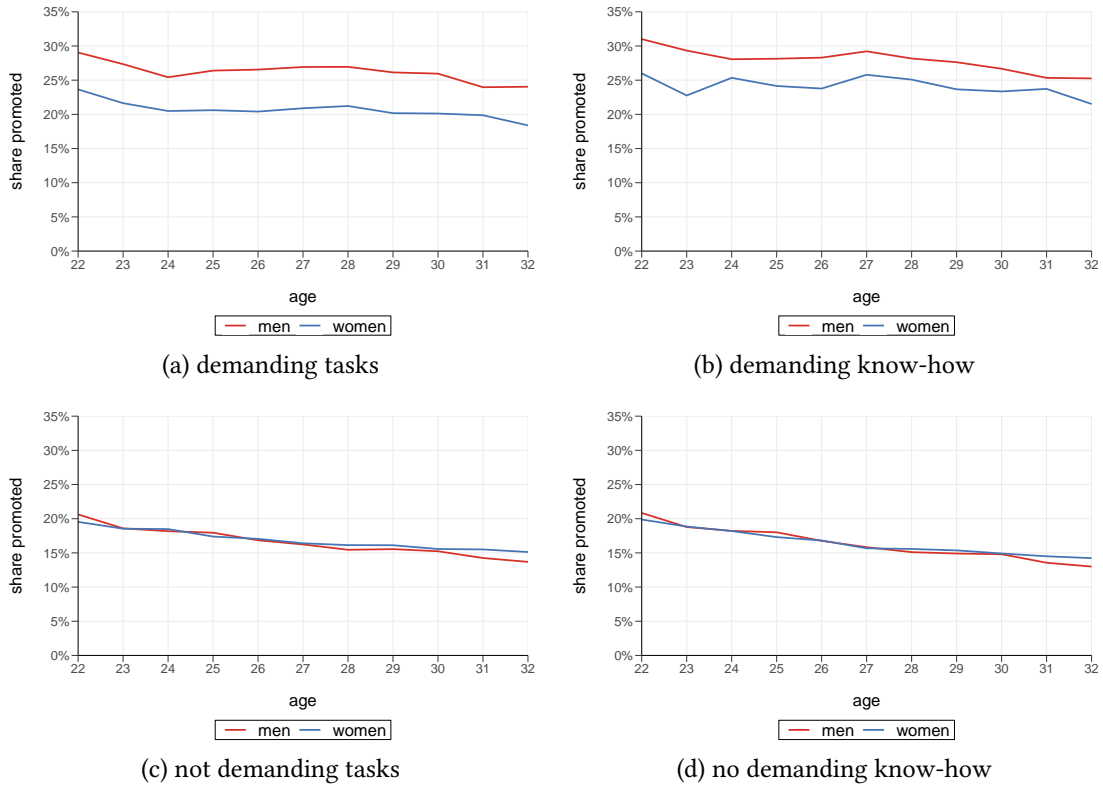 35%
30%
25%
20%
15%
10%
5%
0%
share promoted
22 23 24 25 26 27 28 29 30 31 32
age
men women
(a) demanding tasks
35%
30%
25%
20%
15%
10%
5%
0%
share promoted
22 23 24 25 26 27 28 29 30 31 32
age
men women
(b) demanding know-how
35%
30%
25%
20%
15%
10%
5%
0%
share promoted
22 23 24 25 26 27 28 29 30 31 32
age
men women
(c) not demanding tasks
35%
30%
25%
20%
15%
10%
5%
0%
share promoted
22 23 24 25 26 27 28 29 30 31 32
age
men women
(d) no demanding know-how